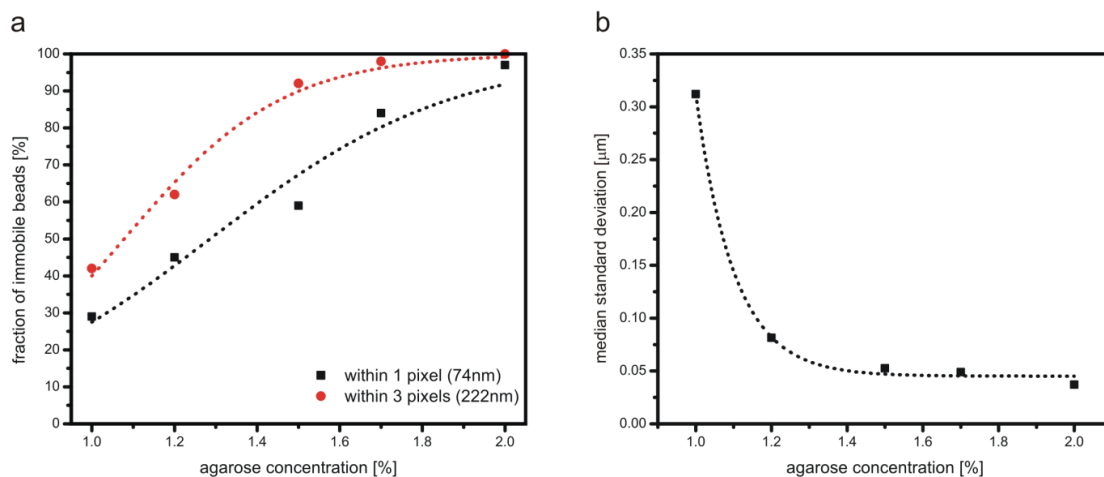 a
100
90
80
70
60
50
40
30
20
10
0
fraction of immobile beads [%]
within 1 pixel (74nm)
within 3 pixels (222nm)
1.0 1.2 1.4 1.6 1.8 2.0
agarose concentration [%]
b
0.35
0.30
0.25
0.20
0.15
0.10
0.05
0.00
median standard deviation [μm]
1.0 1.2 1.4 1.6 1.8 2.0
agarose concentration [%]